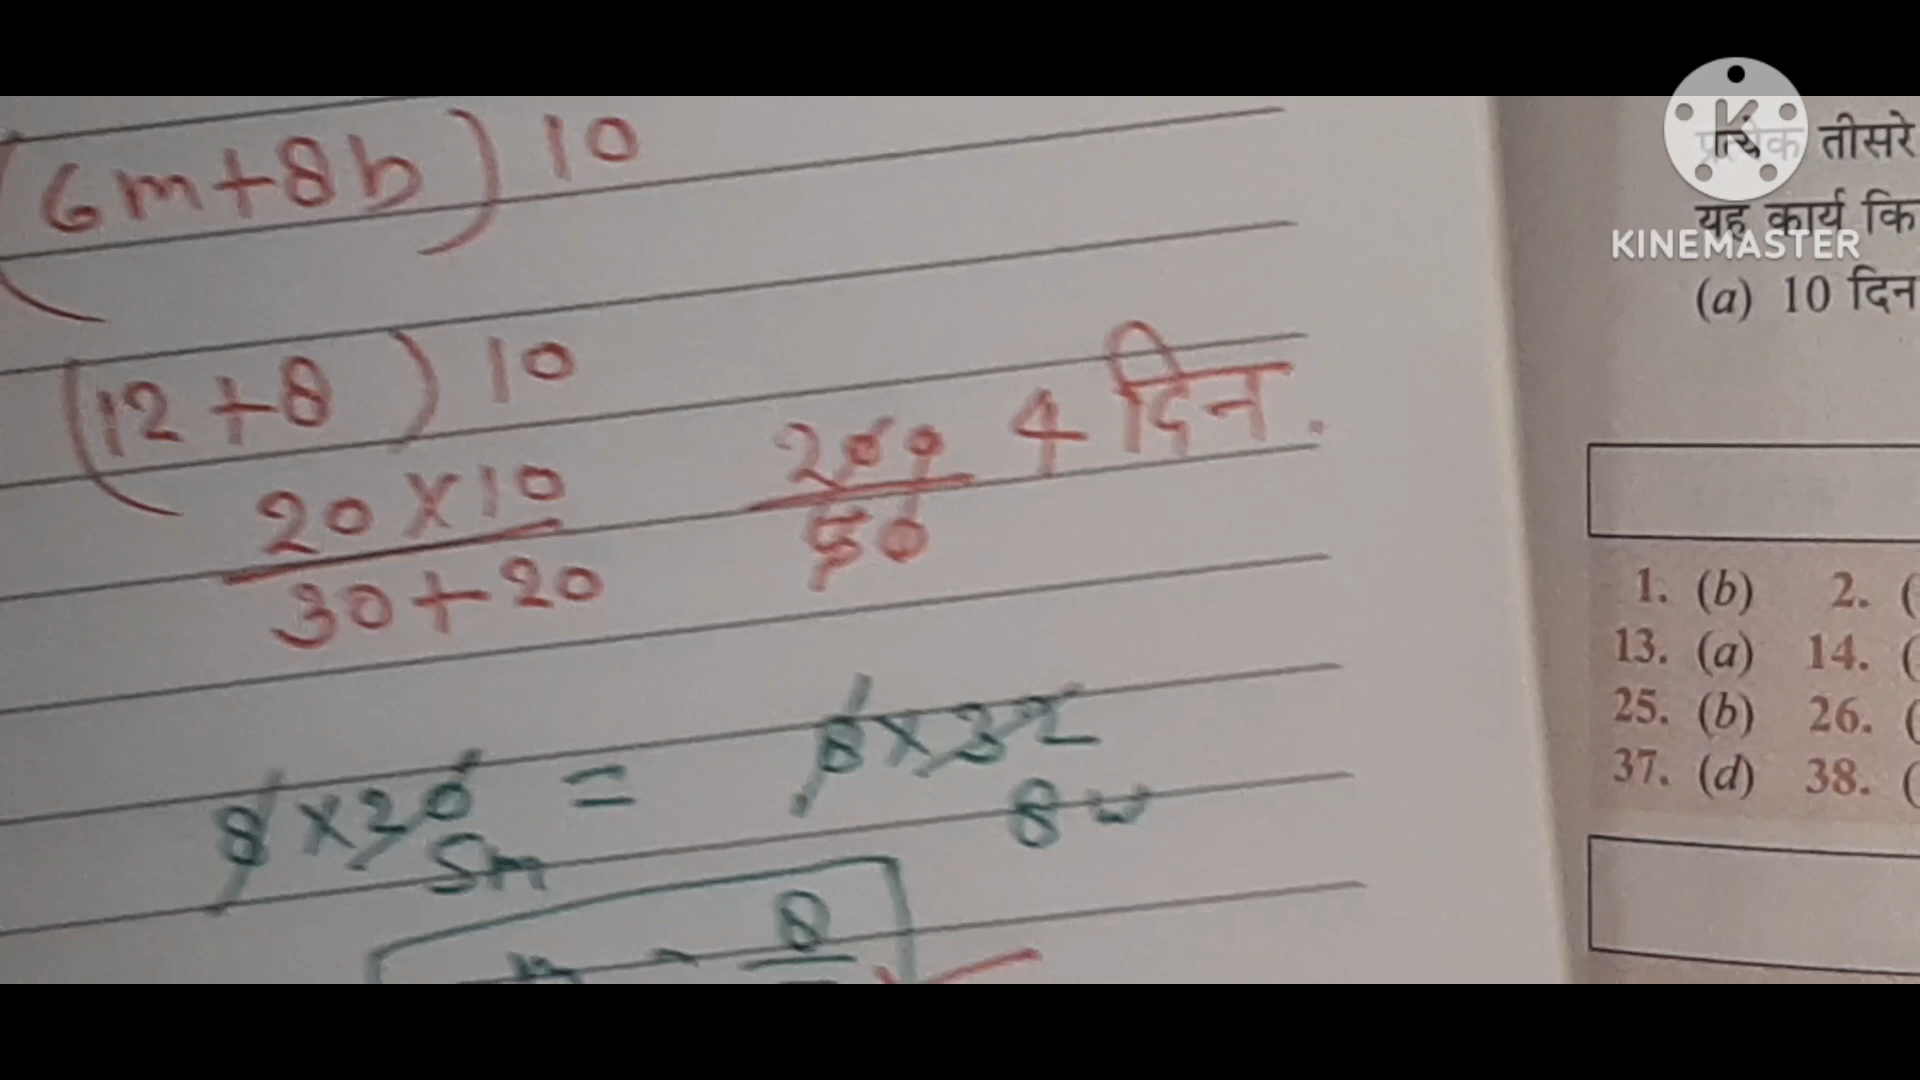 (6m+8b) 10
(12+8) 10
20 x 10
30+20
200
50
4 दिन.
8 x 20 = 8 x 32
5m
8w
8
तीसरे
यह कार्य कि
(a) 10 दिन
1. (b) 2. (
13. (a) 14. (
25. (b) 26. (
37. (d) 38. (
KINEMASTER